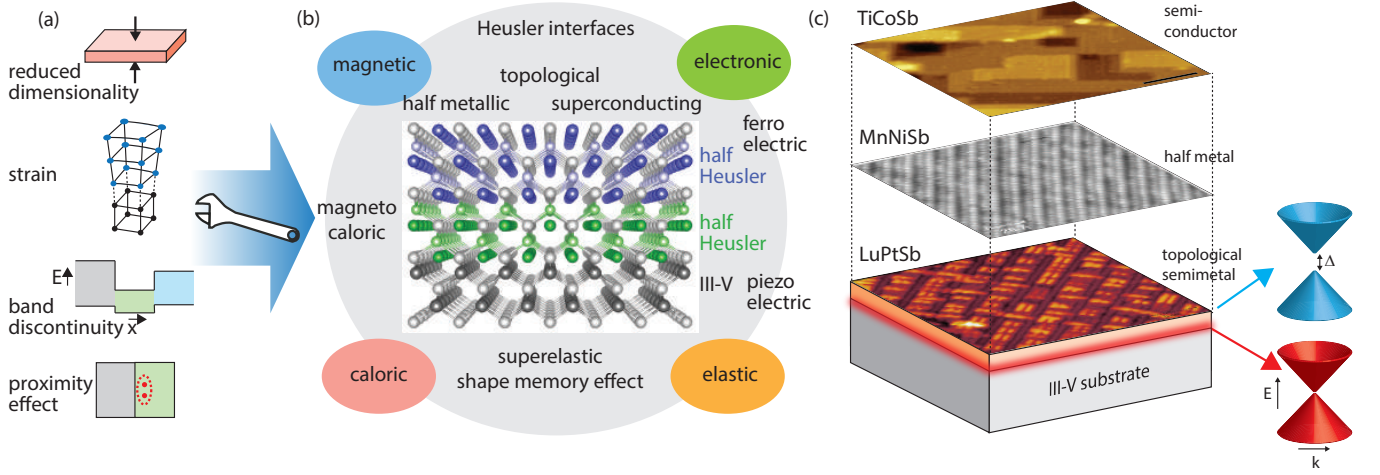 (a)
reduced
dimensionality
strain
E
band
discontinuity x
proximity
effect
(b)
Heusler interfaces
magnetic
electronic
topological
half metallic
superconducting
ferro
electric
half
Heusler
magneto
caloric
half
Heusler
III-V
piezo
electric
caloric
superelastic
shape memory effect
elastic
(c)
TiCoSb
semi-
conductor
MnNiSb
half metal
LuPtSb
topological
semimetal
Δ
III-V substrate
E
k